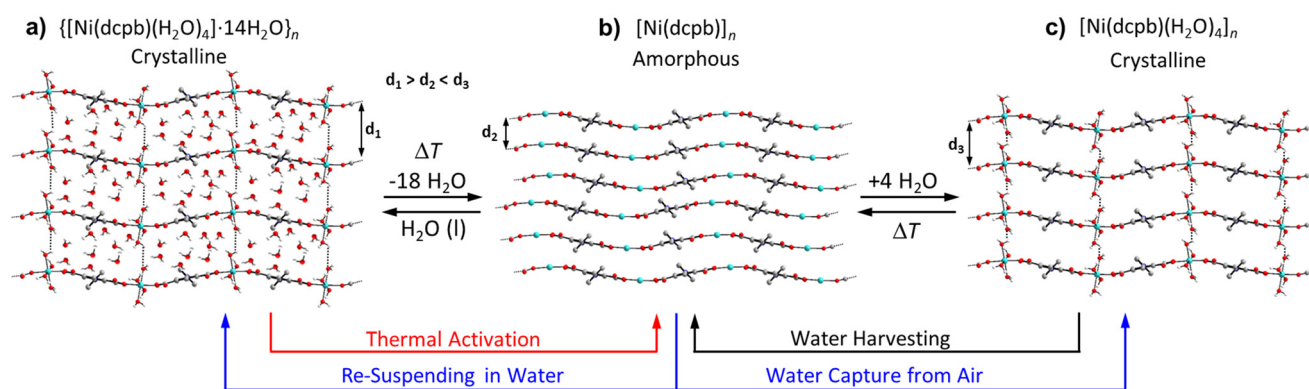 a) {[Ni(dcpb)(H₂O)₄]·14H₂O}ₙ
Crystalline
b) [Ni(dcpb)]ₙ
Amorphous
c) [Ni(dcpb)(H₂O)₄]ₙ
Crystalline
d₁ > d₂ < d₃
d₁
d₂
d₃
ΔT
-18 H₂O
H₂O (l)
+4 H₂O
ΔT
Thermal Activation
Water Harvesting
Re-Suspending in Water
Water Capture from Air